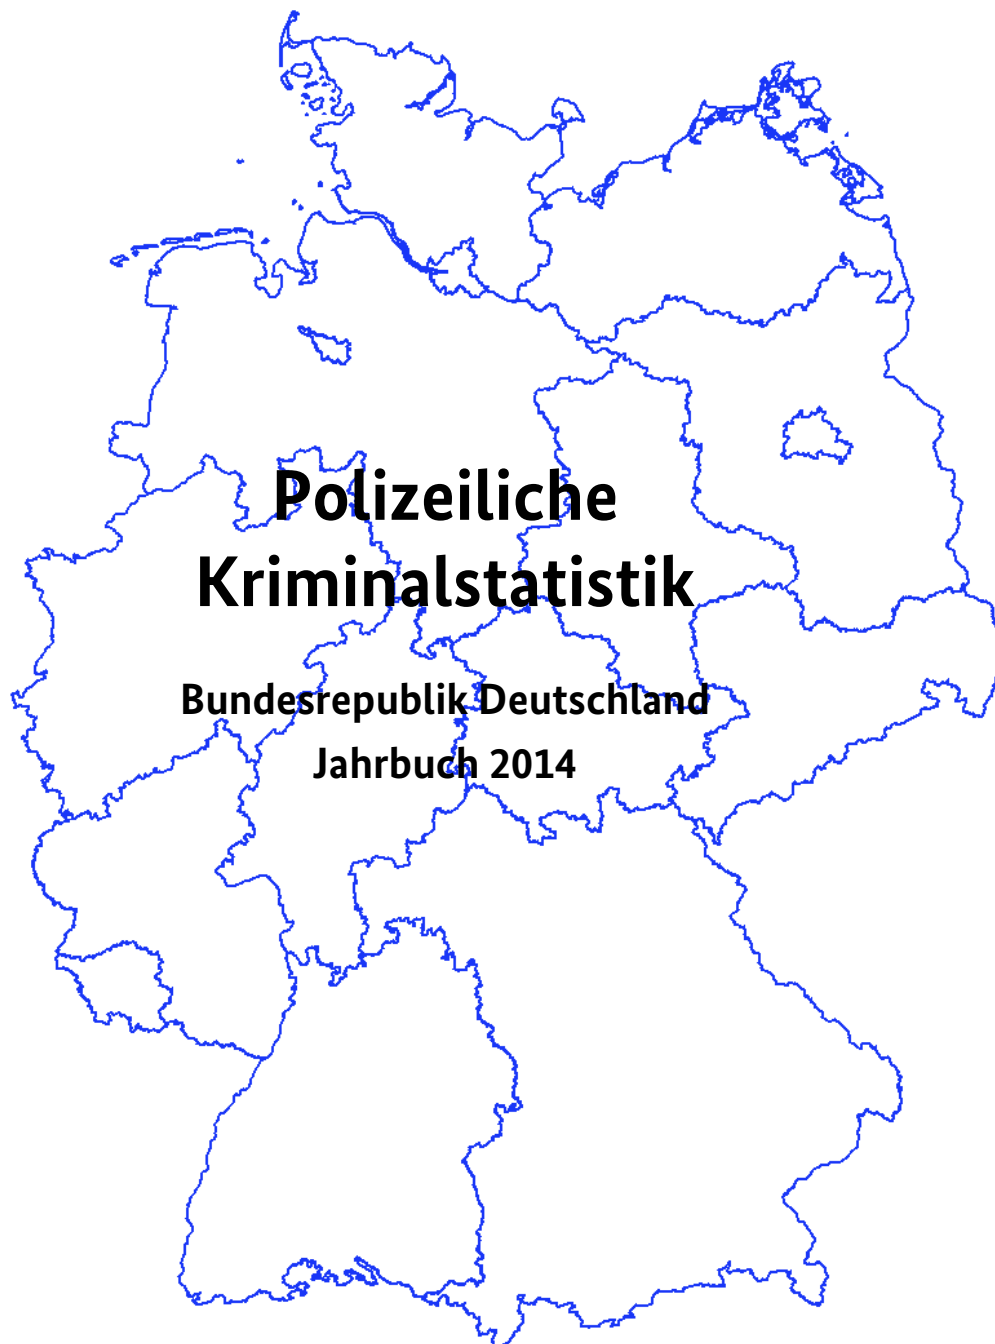 Polizeiliche
Kriminalstatistik
Bundesrepublik Deutschland
Jahrbuch 2014